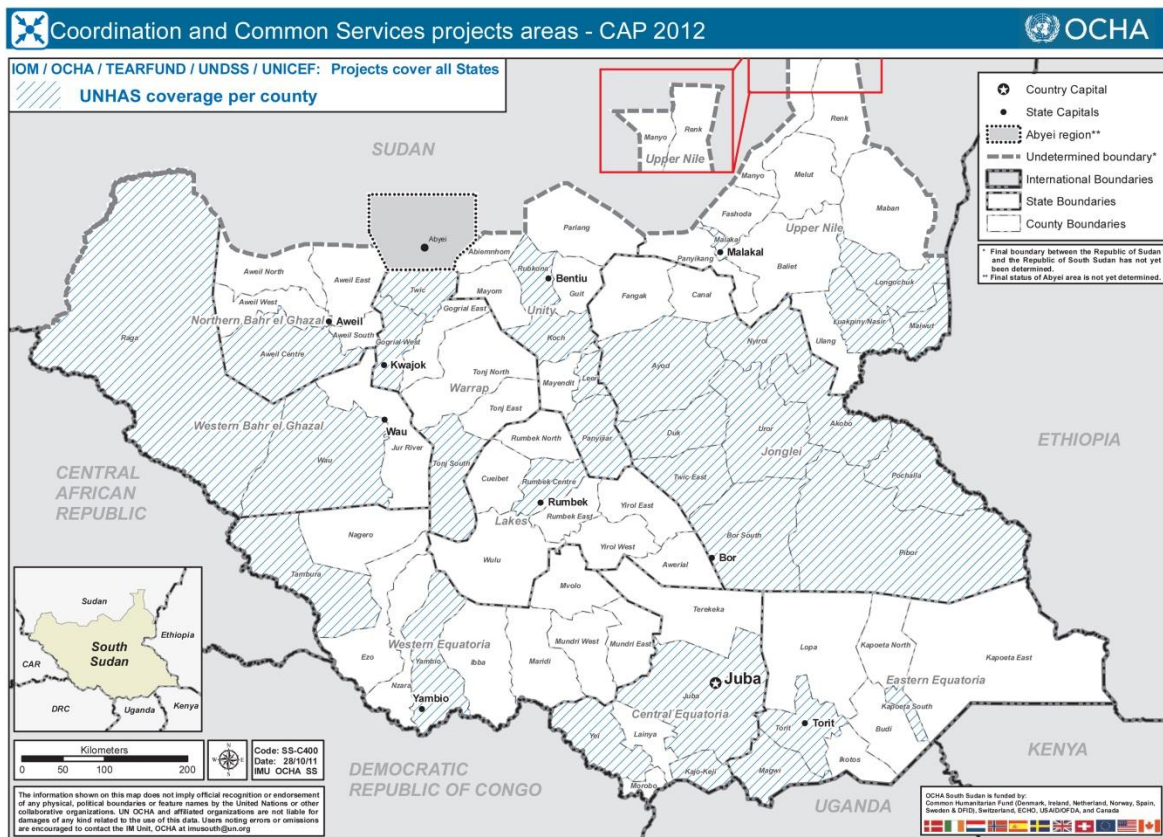 Coordination and Common Services projects areas - CAP 2012
OCHA
IOM / OCHA / TEARFUND / UNDSS / UNICEF: Projects cover all States
UNHAS coverage per county
Country Capital
State Capitals
Abyei region**
Undetermined boundary*
International Boundaries
State Boundaries
County Boundaries
* Final boundary between the Republic of Sudan
and the Republic of South Sudan has not yet
been determined.
** Final status of Abyei area is not yet determined.
SUDAN
Manyo
Renk
Upper Nile
Renk
Manyo
Melut
Maban
Fashoda
Upper Nile
Malakal
Malakal
Panyikang
Baliet
Longochuk
Luakpiny/Nasir
Maiwut
Ulang
Abyei
Pariang
Abiemnhom
Rubkona
Bentiu
Mayom
Guit
Unity
Koch
Mayendit
Leer
Panyijiar
Fangak
Canal
Nyirol
Ayod
Duk
Uror
Akobo
Jonglei
Pochalla
Twic East
Bor South
Pibor
Bor
Aweil North
Aweil East
Aweil West
Northern Bahr el Ghazal
Aweil
Aweil South
Aweil Centre
Raga
Twic
Gogrial East
Gogrial West
Kwajok
Warrap
Tonj North
Tonj East
Tonj South
Western Bahr el Ghazal
Wau
Wau
Jur River
Rumbek North
Cueibet
Rumbek Centre
Rumbek
Lakes
Rumbek East
Yirol East
Yirol West
Wulu
Awerial
CENTRAL
AFRICAN
REPUBLIC
ETHIOPIA
Nagero
Tambura
Mvolo
Western Equatoria
Ezo
Yambio
Ibba
Maridi
Mundri West
Mundri East
Nzara
Yambio
Terekeka
Juba
Juba
Central Equatoria
Yei
Lainya
Morobo
Kajo-Keji
Lopa
Kapoeta North
Kapoeta East
Eastern Equatoria
Kapoeta South
Torit
Torit
Budi
Ikotos
Magwi
KENYA
UGANDA
DEMOCRATIC
REPUBLIC OF CONGO
Sudan
South
Sudan
Ethiopia
CAR
DRC
Uganda
Kenya
Kilometers
0 50 100 200
N
W E
S
Code: SS-C400
Date: 28/10/11
IMU OCHA SS
The information shown on this map does not imply official recognition or endorsement
of any physical, political boundaries or feature names by the United Nations or other
collaborative organizations. UN OCHA and affiliated organizations are not liable for
damages of any kind related to the use of this data. Users noting errors or omissions
are encouraged to contact the IM Unit, OCHA at imusouth@un.org
OCHA South Sudan is funded by:
Common Humanitarian Fund (Denmark, Ireland, Netherland, Norway, Spain,
Sweden & DFID), Switzerland, ECHO, USAID/OFDA, and Canada